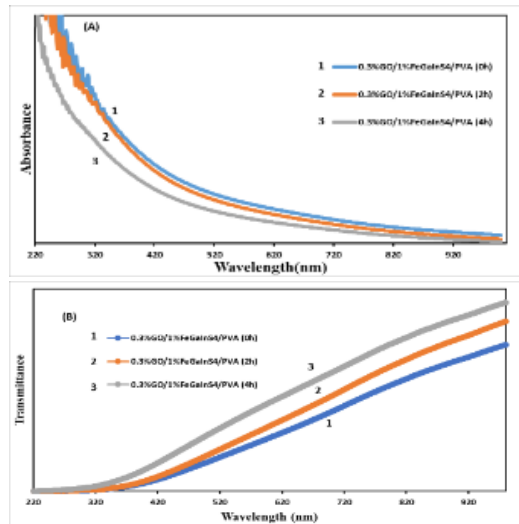 (A)
1 0.3%GO/1%FeGaInS4/PVA (0h)
2 0.3%GO/1%FeGaInS4/PVA (2h)
3 0.3%GO/1%FeGaInS4/PVA (4h)
1
2
3
Absorbance
220 320 420 520 620 720 820 920
Wavelength(nm)
(B)
1 0.3%GO/1%FeGaInS4/PVA (0h)
2 0.3%GO/1%FeGaInS4/PVA (2h)
3 0.3%GO/1%FeGaInS4/PVA (4h)
3
2
1
Transmittance
220 320 420 520 620 720 820 920
Wavelength (nm)